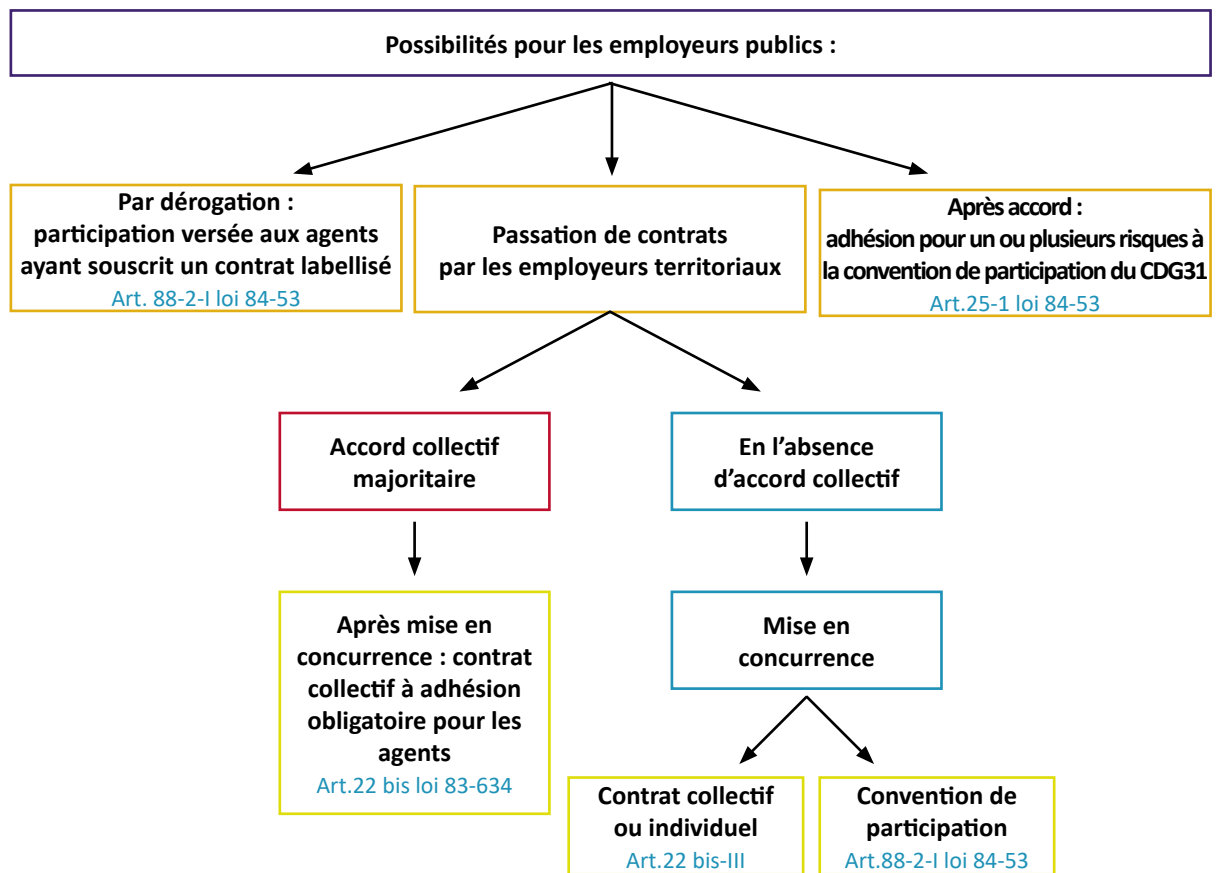 Possibilités pour les employeurs publics :
Par dérogation :
participation versée aux agents
ayant souscrit un contrat labellisé
Art. 88-2-I loi 84-53
Passation de contrats
par les employeurs territoriaux
Après accord :
adhésion pour un ou plusieurs risques à
la convention de participation du CDG31
Art.25-1 loi 84-53
Accord collectif
majoritaire
En l’absence
d’accord collectif
Après mise en
concurrence : contrat
collectif à adhésion
obligatoire pour les
agents
Art.22 bis loi 83-634
Mise en
concurrence
Contrat collectif
ou individuel
Art.22 bis-III
Convention de
participation
Art.88-2-I loi 84-53